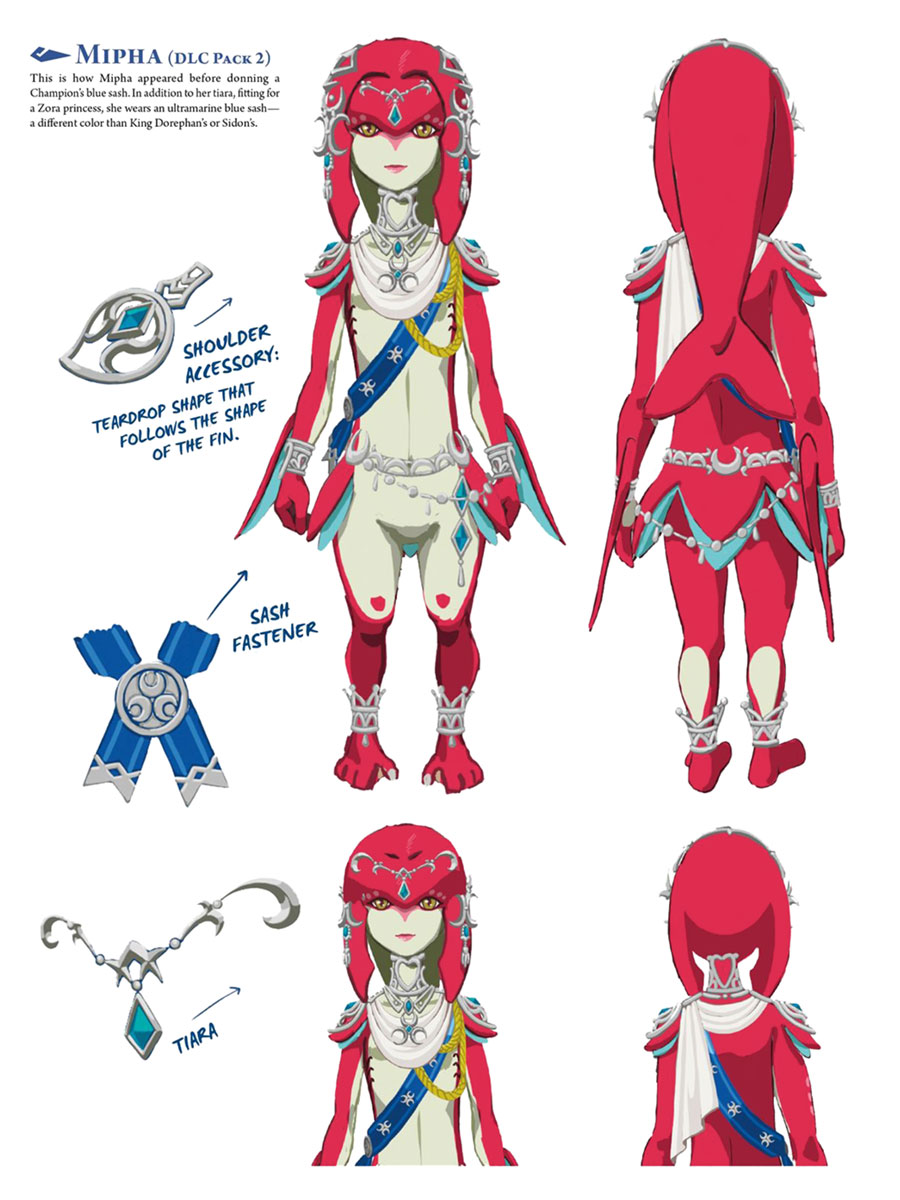 MIPHA (DLC PACK 2)
This is how Mipha appeared before donning a
Champion's blue sash. In addition to her tiara, fitting for
a Zora princess, she wears an ultramarine blue sash—
a different color than King Dorephan's or Sidon's.
SHOULDER
ACCESSORY:
TEARDROP SHAPE THAT
FOLLOWS THE SHAPE
OF THE FIN.
SASH
FASTENER
TIARA